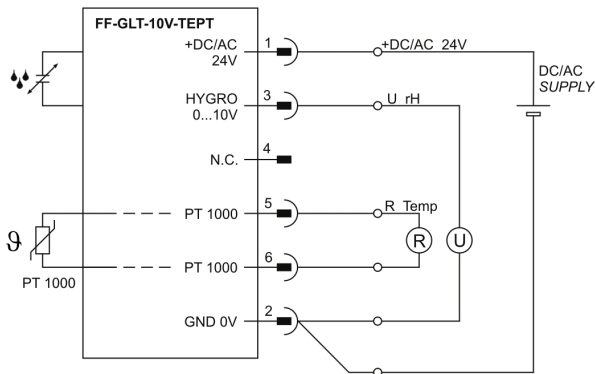 FF-GLT-10V-TEPT
+DC/AC 24V
1
+DC/AC 24V
DC/AC SUPPLY
HYGRO 0...10V
3
U rH
N.C.
4
PT 1000
5
R Temp
R
U
ϑ
PT 1000
PT 1000
6
GND 0V
2